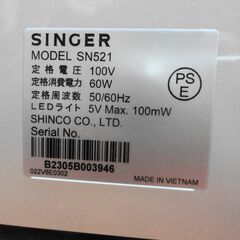 SINGER
MODEL SN521
定格電圧 100V
定格消費電力 60W
定格周波数 50/60Hz
LEDライト 5V Max. 100mW
SHINCO CO., LTD.
Serial No.
B2305B003946
022V8E0302
MADE IN VIETNAM
PS
E